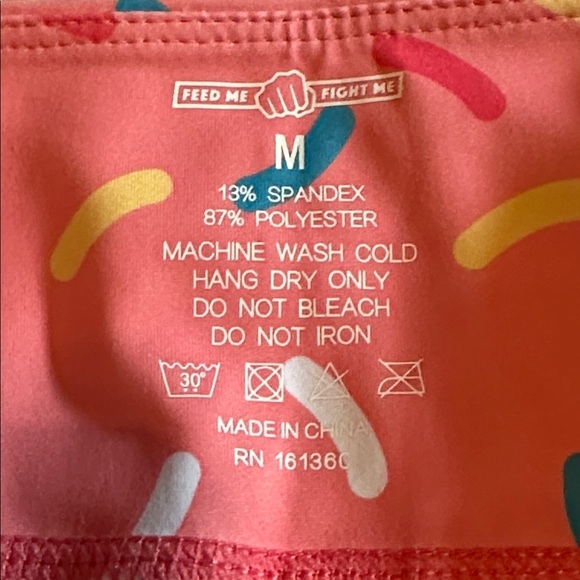 FEED ME FIGHT ME
M
13% SPANDEX
87% POLYESTER
MACHINE WASH COLD
HANG DRY ONLY
DO NOT BLEACH
DO NOT IRON
30°
MADE IN CHINA
RN 161360